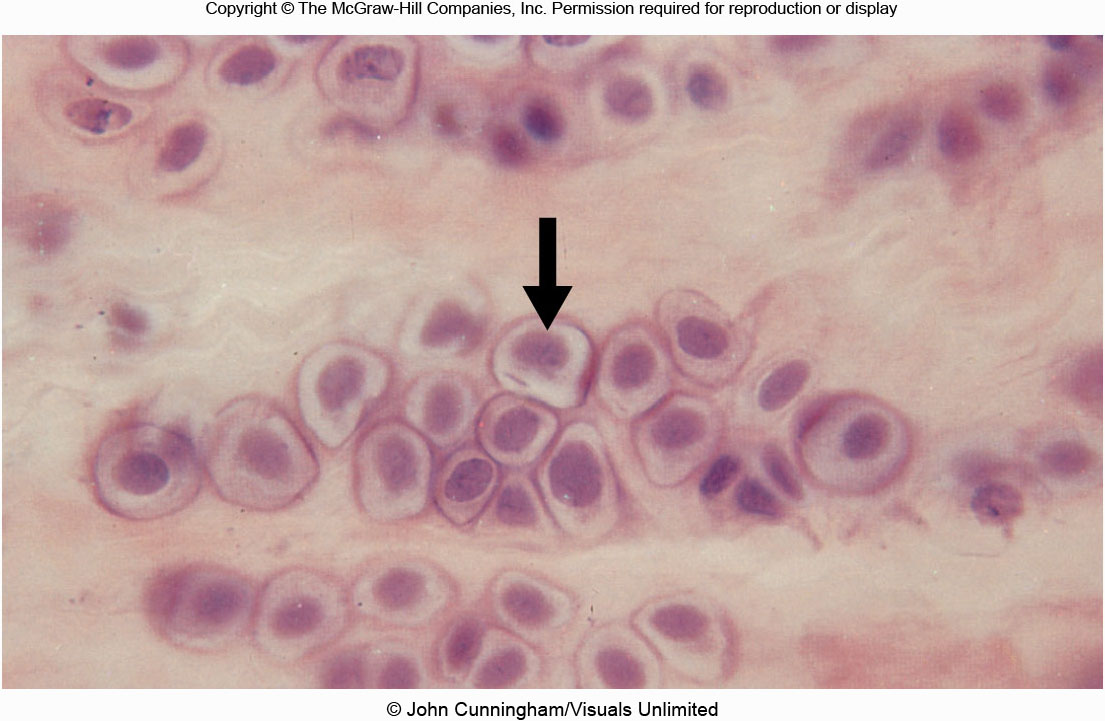 Copyright © The McGraw-Hill Companies, Inc. Permission required for reproduction or display
© John Cunningham/Visuals Unlimited